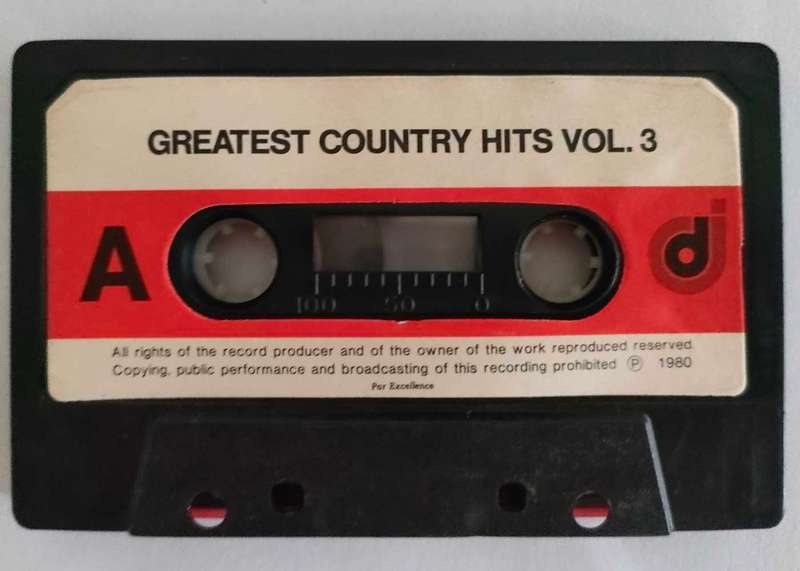 GREATEST COUNTRY HITS VOL. 3
A
dj
100 50 0
All rights of the record producer and of the owner of the work reproduced reserved.
Copying, public performance and broadcasting of this recording prohibited Ⓟ 1980
Par Excellence